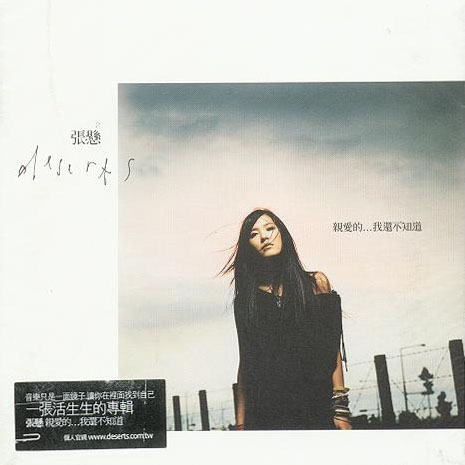 張懸
deserts
親愛的...我還不知道
音樂只是一面鏡子 讓你在裡面找到自己
一張活生生的專輯
張懸 親愛的...我還不知道
個人官網 www.deserts.com.tw